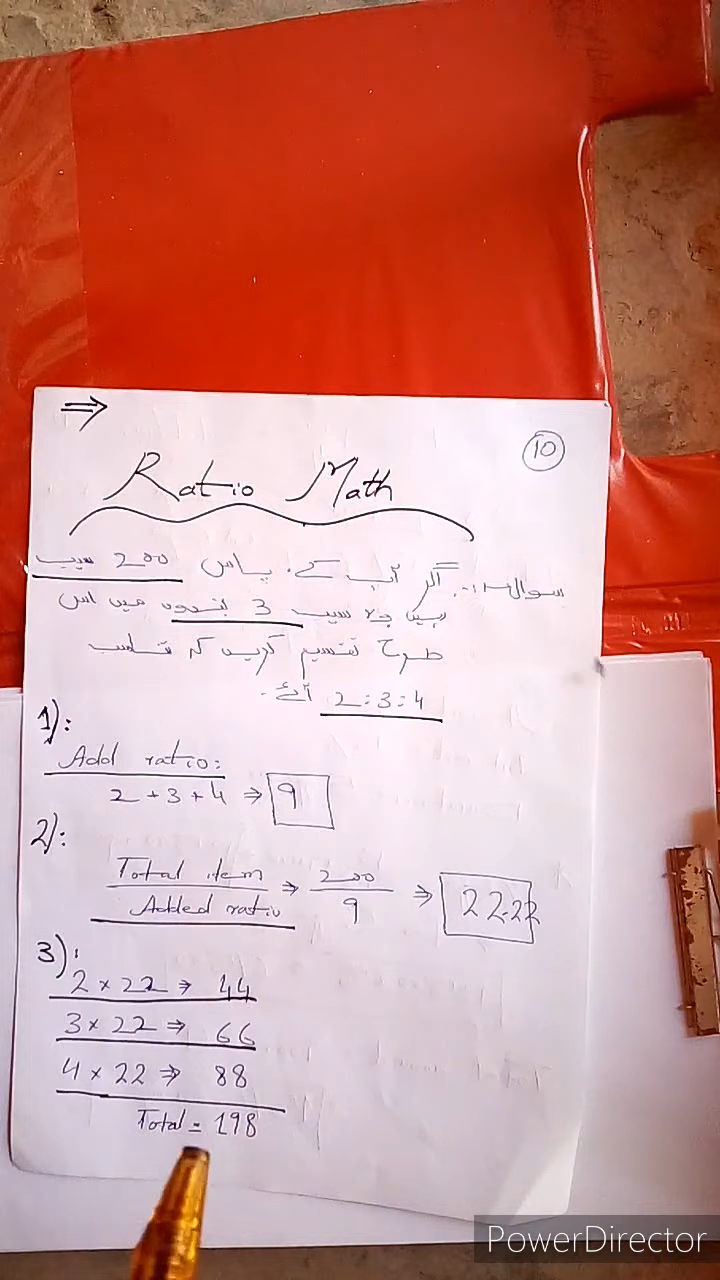 ⇒
10
Ratio Math
سوال ۱:- اگر آپ کے پاس 200 سیب
ہیں جو سیب 3 بندوں میں اس
طرح تقسیم کریں کہ تناسب
2:3:4 آئے۔
1):
Add ratio:
2+3+4 ⇒ 9
2):
Total item / Added ratio ⇒ 200 / 9 ⇒ 22.22
3):
2 × 22 ⇒ 44
3 × 22 ⇒ 66
4 × 22 ⇒ 88
Total = 198
PowerDirector